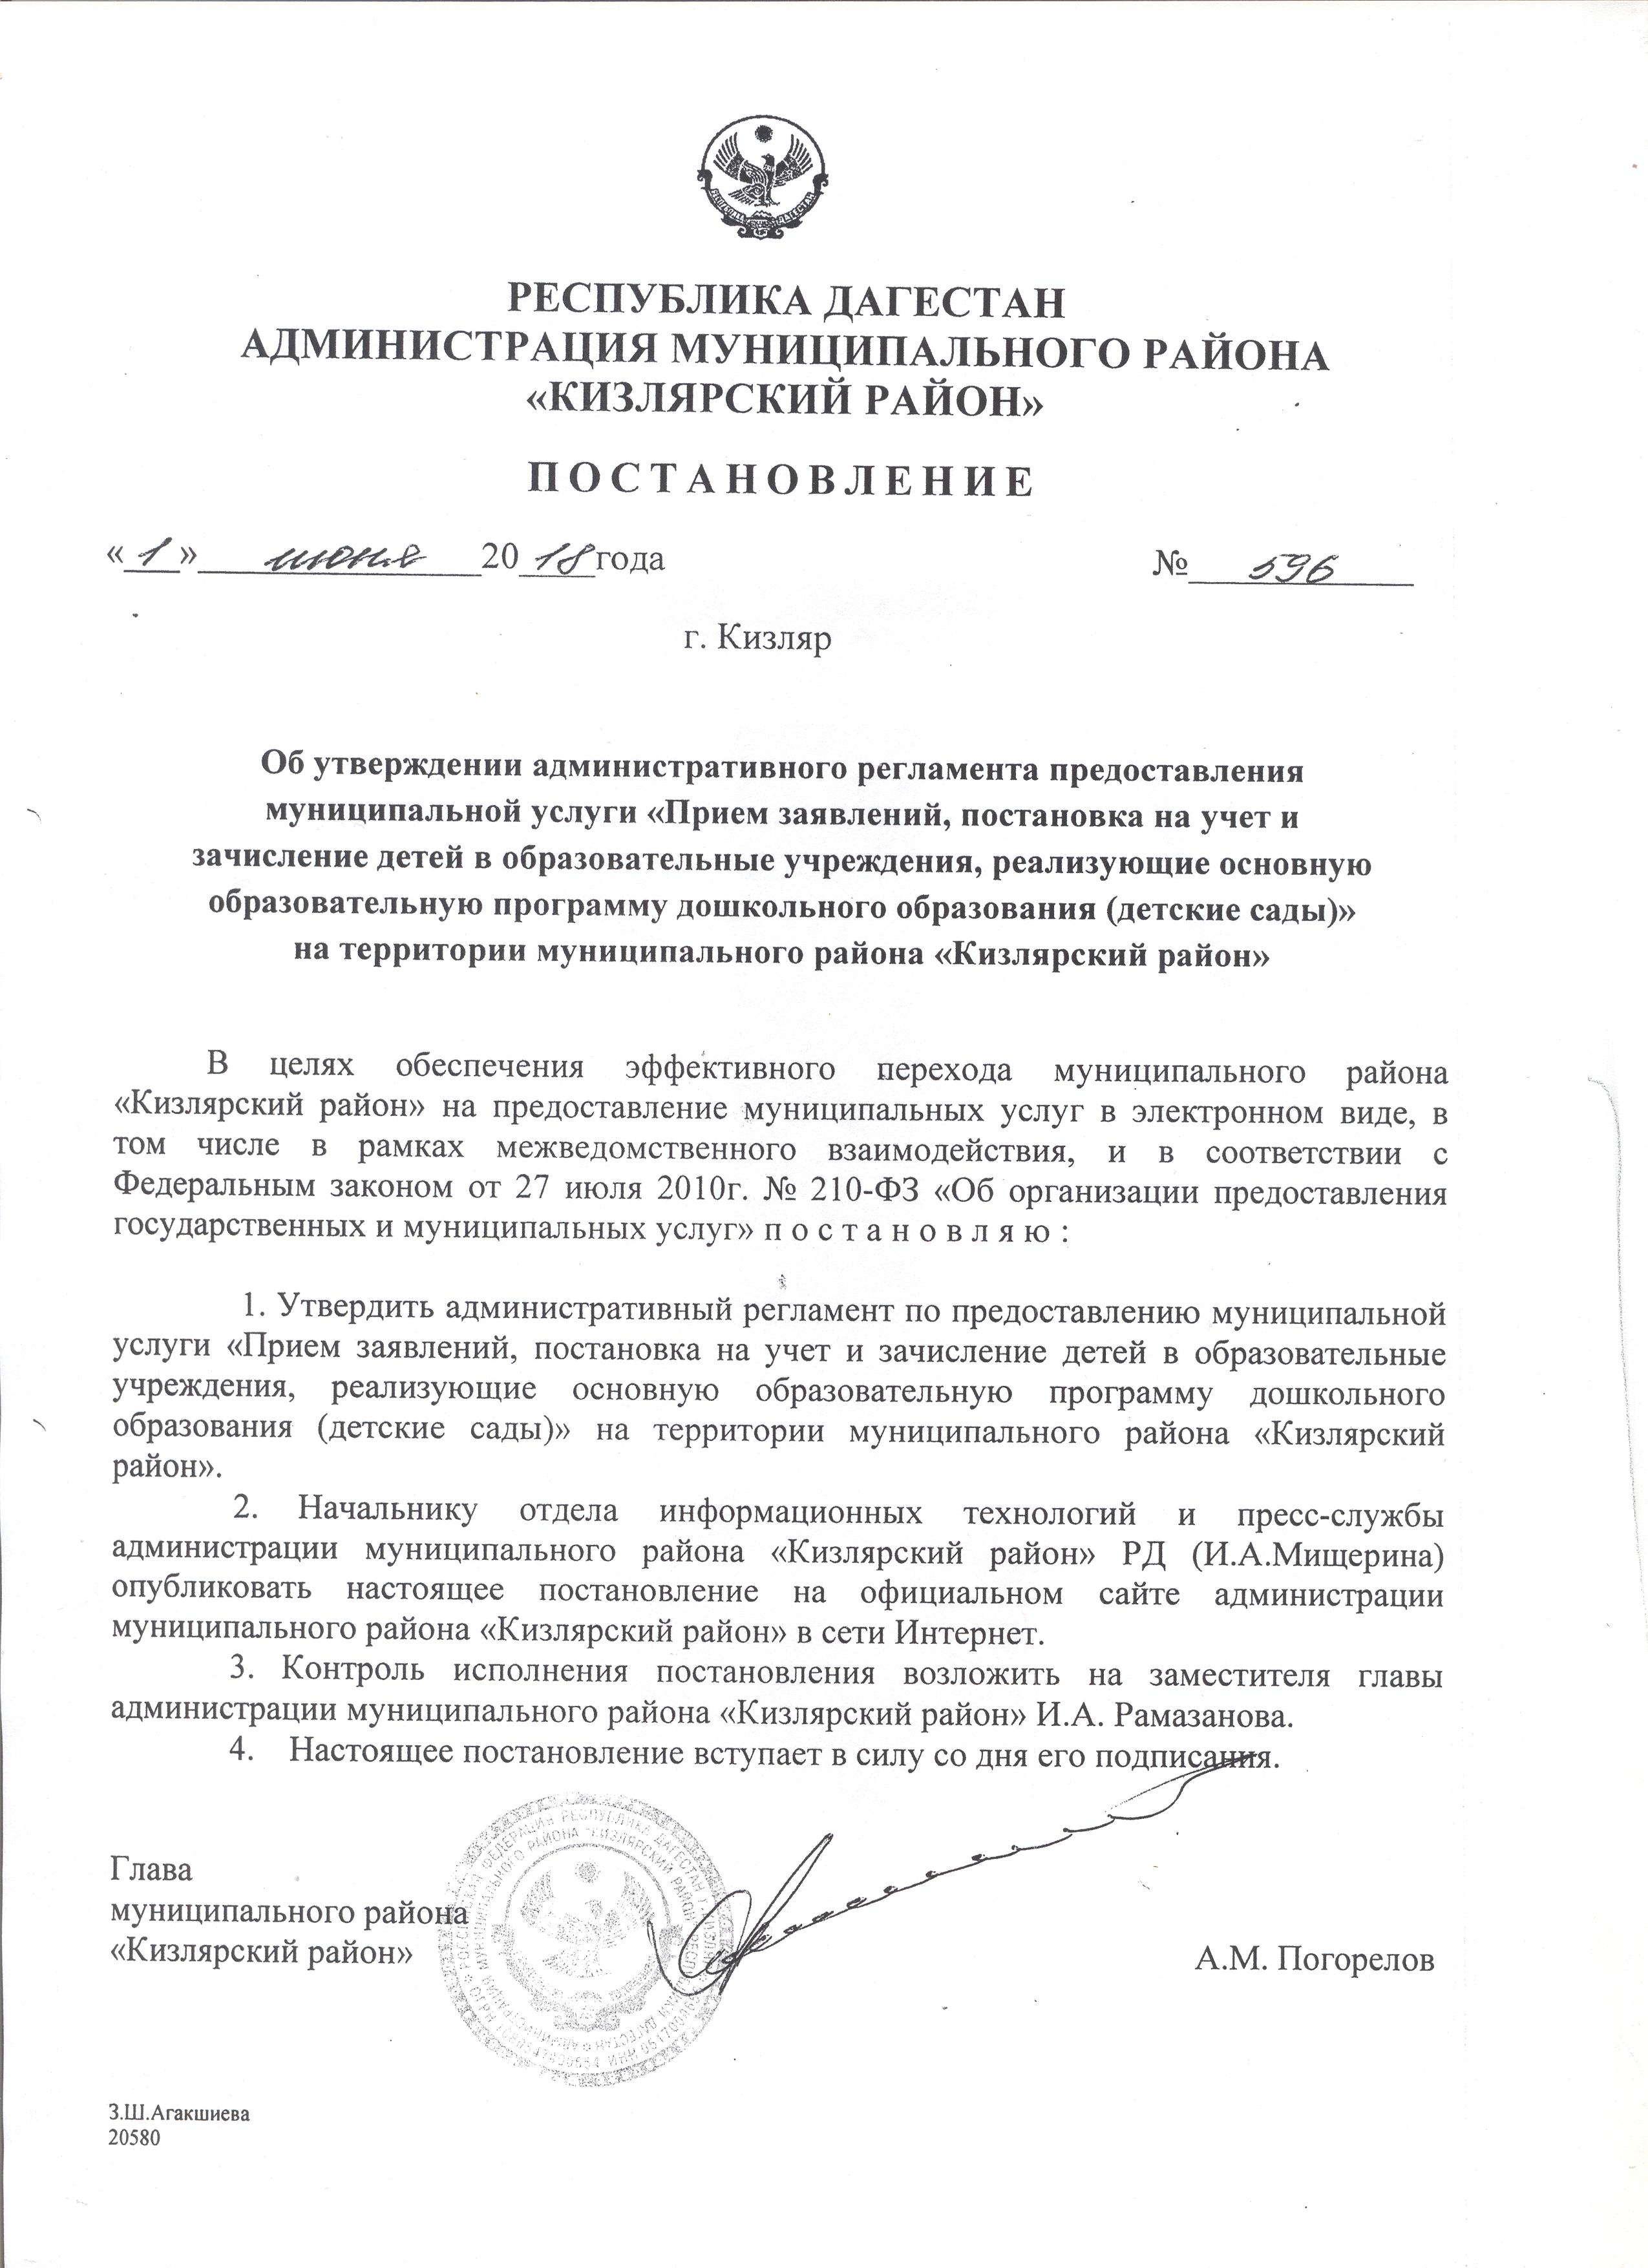 РЕСПУБЛИКА ДАГЕСТАН
АДМИНИСТРАЦИЯ МУНИЦИПАЛЬНОГО РАЙОНА
«КИЗЛЯРСКИЙ РАЙОН»
П О С Т А Н О В Л Е Н И Е
«1» июня 2018года № 596
г. Кизляр
Об утверждении административного регламента предоставления
муниципальной услуги «Прием заявлений, постановка на учет и
зачисление детей в образовательные учреждения, реализующие основную
образовательную программу дошкольного образования (детские сады)»
на территории муниципального района «Кизлярский район»
В целях обеспечения эффективного перехода муниципального района
«Кизлярский район» на предоставление муниципальных услуг в электронном виде, в
том числе в рамках межведомственного взаимодействия, и в соответствии с
Федеральным законом от 27 июля 2010г. № 210-ФЗ «Об организации предоставления
государственных и муниципальных услуг» п о с т а н о в л я ю :
1. Утвердить административный регламент по предоставлению муниципальной
услуги «Прием заявлений, постановка на учет и зачисление детей в образовательные
учреждения, реализующие основную образовательную программу дошкольного
образования (детские сады)» на территории муниципального района «Кизлярский
район».
2. Начальнику отдела информационных технологий и пресс-службы
администрации муниципального района «Кизлярский район» РД (И.А.Мищерина)
опубликовать настоящее постановление на официальном сайте администрации
муниципального района «Кизлярский район» в сети Интернет.
3. Контроль исполнения постановления возложить на заместителя главы
администрации муниципального района «Кизлярский район» И.А. Рамазанова.
4. Настоящее постановление вступает в силу со дня его подписания.
Глава
муниципального района
«Кизлярский район» А.М. Погорелов
З.Ш.Агакшиева
20580